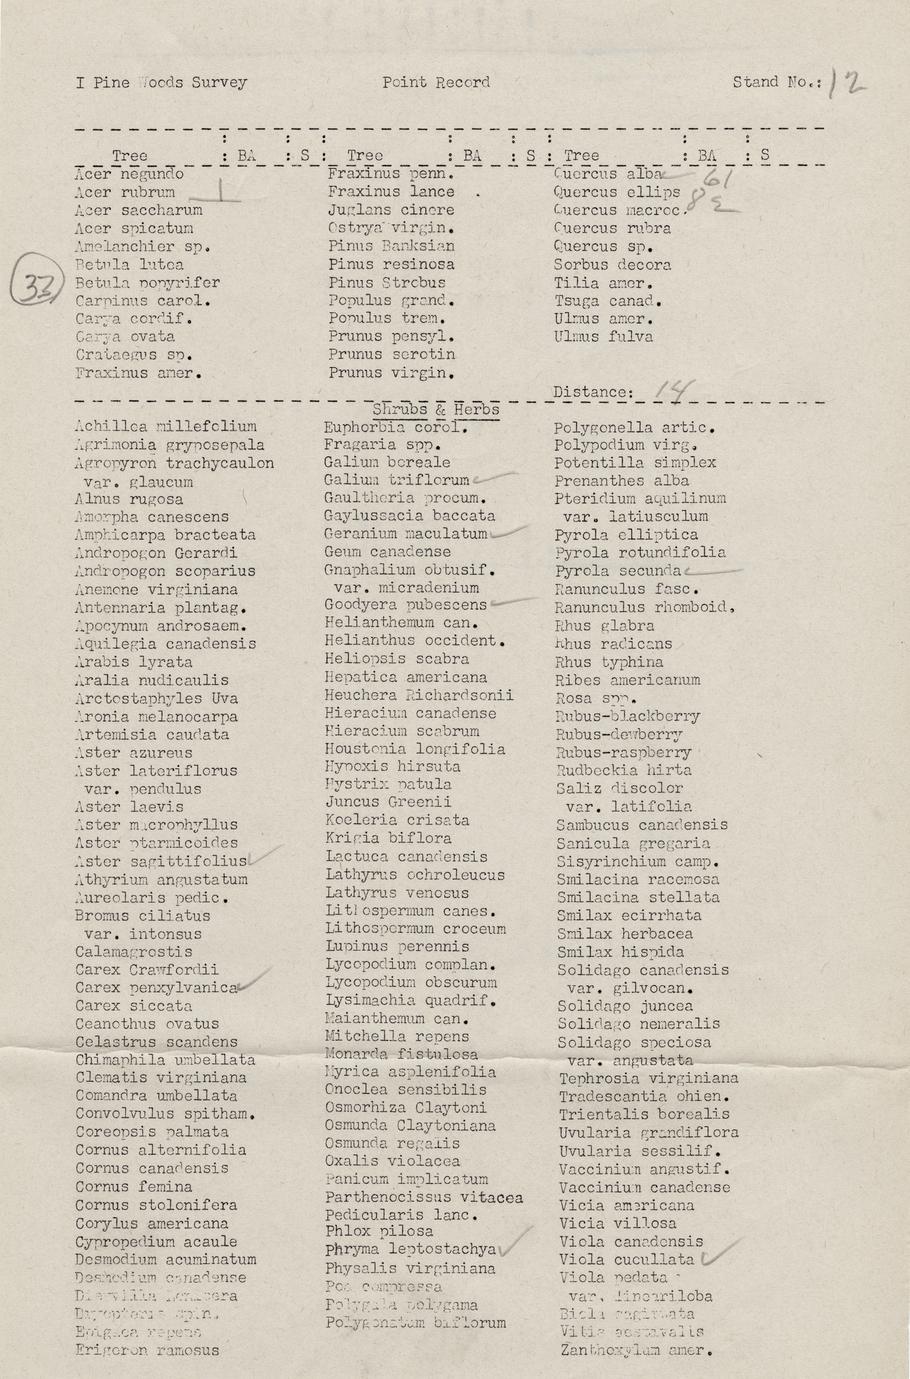 I Pine Woods Survey Point Record Stand No.: 12
Tree : BA : S : Tree : BA : S : Tree : BA : S
Acer negundo
Acer rubrum 1
Acer saccharum
Acer spicatum
Amelanchier sp.
Betula lutea
Betula papyrifer
Carpinus carol.
Carya cordif.
Carya ovata
Crataegus sp.
Fraxinus amer.
33
Fraxinus penn.
Fraxinus lance
Juglans cinere
Ostrya virgin.
Pinus Banksian
Pinus resinosa
Pinus Strobus
Populus grand.
Populus trem.
Prunus pensyl.
Prunus serotin
Prunus virgin.
Quercus alba 61
Quercus ellips 8
Quercus macroc.
Quercus rubra
Quercus sp.
Sorbus decora
Tilia amer.
Tsuga canad.
Ulmus amer.
Ulmus fulva
Distance: 14
Shrubs & Herbs
Achillea millefolium
Agrimonia gryposepala
Agropyron trachycaulon
var. glaucum
Alnus rugosa
Amorpha canescens
Amphicarpa bracteata
Andropogon Gerardi
Andropogon scoparius
Anemone virginiana
Antennaria plantag.
Apocynum androsaem.
Aquilegia canadensis
Arabis lyrata
Aralia nudicaulis
Arctostaphyles Uva
Aronia melanocarpa
Artemisia caudata
Aster azureus
Aster lateriflorus
var. pendulus
Aster laevis
Aster macrophyllus
Aster ptarmicoides
Aster sagittifolius ✓
Athyrium angustatum
Aureolaris pedic.
Bromus ciliatus
var. intonsus
Calamagrostis
Carex Crawfordii
Carex penxylvanica ✓
Carex siccata
Ceanothus ovatus
Celastrus scandens
Chimaphila umbellata
Clematis virginiana
Comandra umbellata
Convolvulus spitham.
Coreopsis palmata
Cornus alternifolia
Cornus canadensis
Cornus femina
Cornus stolonifera
Corylus americana
Cypropedium acaule
Desmodium acuminatum
Desmodium canadense
Diervilla lonicera
Dryopteris spin.
Epigaea repens
Erigeron ramosus
Euphorbia corol.
Fragaria spp.
Galium boreale
Galium triflorum ✓
Gaultheria procum.
Gaylussacia baccata
Geranium maculatum ✓
Geum canadense
Gnaphalium obtusif.
var. micradenium
Goodyera pubescens ✓
Helianthemum can.
Helianthus occident.
Heliopsis scabra
Hepatica americana
Heuchera Richardsonii
Hieracium canadense
Hieracium scabrum
Houstonia longifolia
Hypoxis hirsuta
Hystrix patula
Juncus Greenii
Koeleria crisata
Krigia biflora
Lactuca canadensis
Lathyrus ochroleucus
Lathyrus venosus
Lithospermum canes.
Lithospermum croceum
Lupinus perennis
Lycopodium complan.
Lycopodium obscurum
Lysimachia quadrif.
Maianthemum can.
Mitchella repens
Monarda fistulosa
Myrica asplenifolia
Onoclea sensibilis
Osmorhiza Claytoni
Osmunda Claytoniana
Osmunda regalis
Oxalis violacea
Panicum implicatum
Parthenocissus vitacea
Pedicularis lanc.
Phlox pilosa
Phryma leptostachya ✓
Physalis virginiana
Poa compressa
Polygala polygama
Polygonatum biflorum
Polygonella artic.
Polypodium virg.
Potentilla simplex
Prenanthes alba
Pteridium aquilinum
var. latiusculum
Pyrola elliptica
Pyrola rotundifolia
Pyrola secunda ✓
Ranunculus fasc.
Ranunculus rhomboid.
Rhus glabra
Rhus radicans
Rhus typhina
Ribes americanum
Rosa spp.
Rubus-blackberry
Rubus-dewberry
Rubus-raspberry
Rudbeckia hirta
Saliz discolor
var. latifolia
Sambucus canadensis
Sanicula gregaria
Sisyrinchium camp.
Smilacina racemosa
Smilacina stellata
Smilax ecirrhata
Smilax herbacea
Smilax hispida
Solidago canadensis
var. gilvocan.
Solidago juncea
Solidago nemeralis
Solidago speciosa
var. angustata
Tephrosia virginiana
Tradescantia ohien.
Trientalis borealis
Uvularia grandiflora
Uvularia sessilif.
Vaccinium angustif.
Vaccinium canadense
Vicia americana
Vicia villosa
Viola canadensis
Viola cucullata ✓
Viola pedata
var. lineariloba
Viola sagittata
Vitis aestivalis
Zanthoxylum amer.